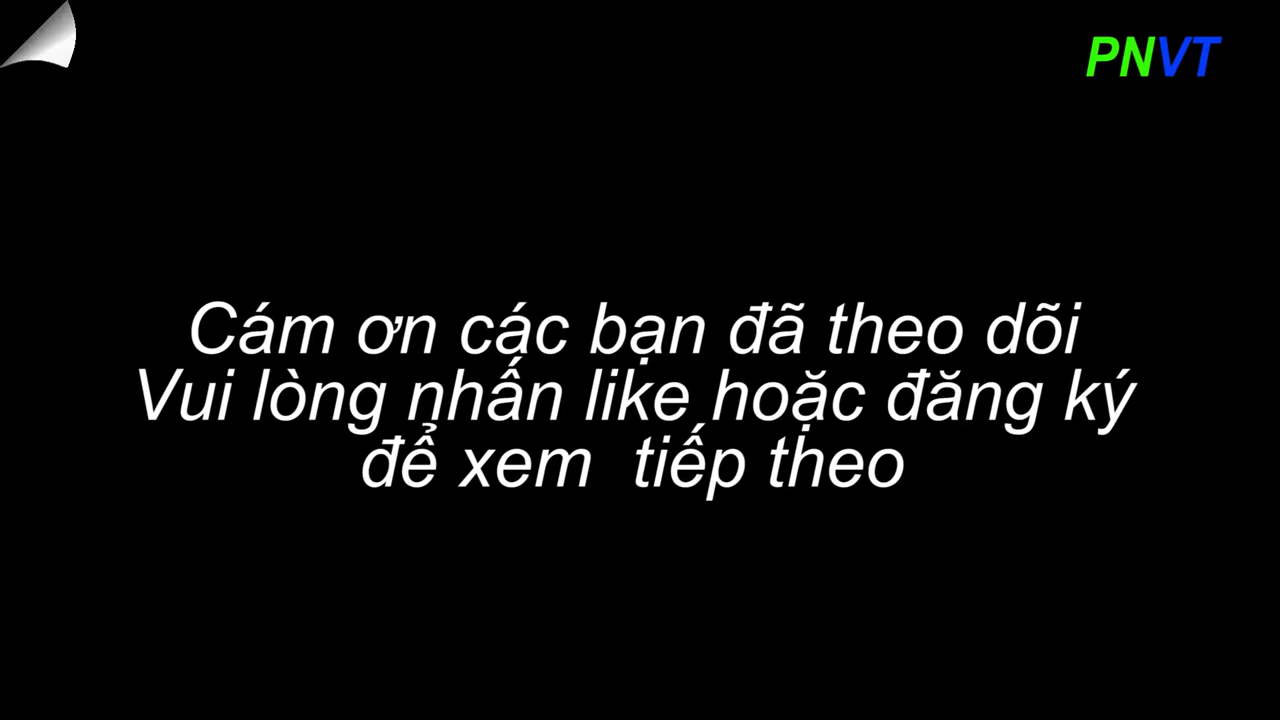 PNVT
Cám ơn các bạn đã theo dõi
Vui lòng nhấn like hoặc đăng ký
để xem tiếp theo